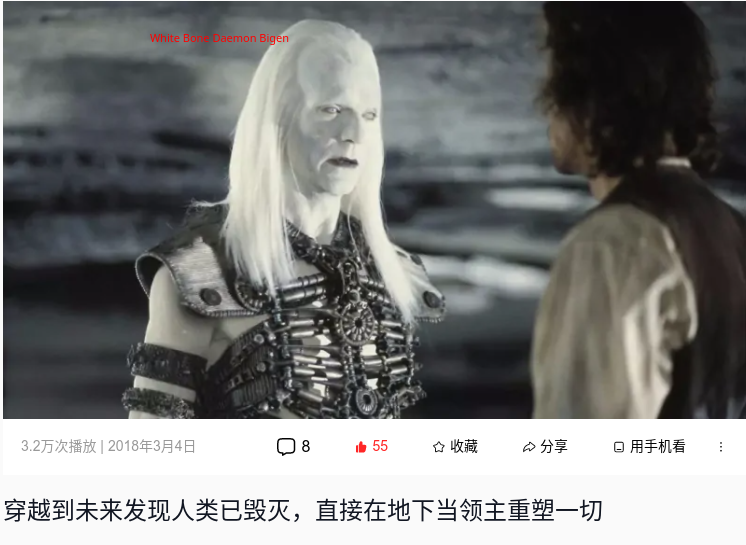 White Bone Daemon Bigen
3.2万次播放 | 2018年3月4日 8 55 收藏 分享 用手机看
穿越到未来发现人类已毁灭，直接在地下当领主重塑一切